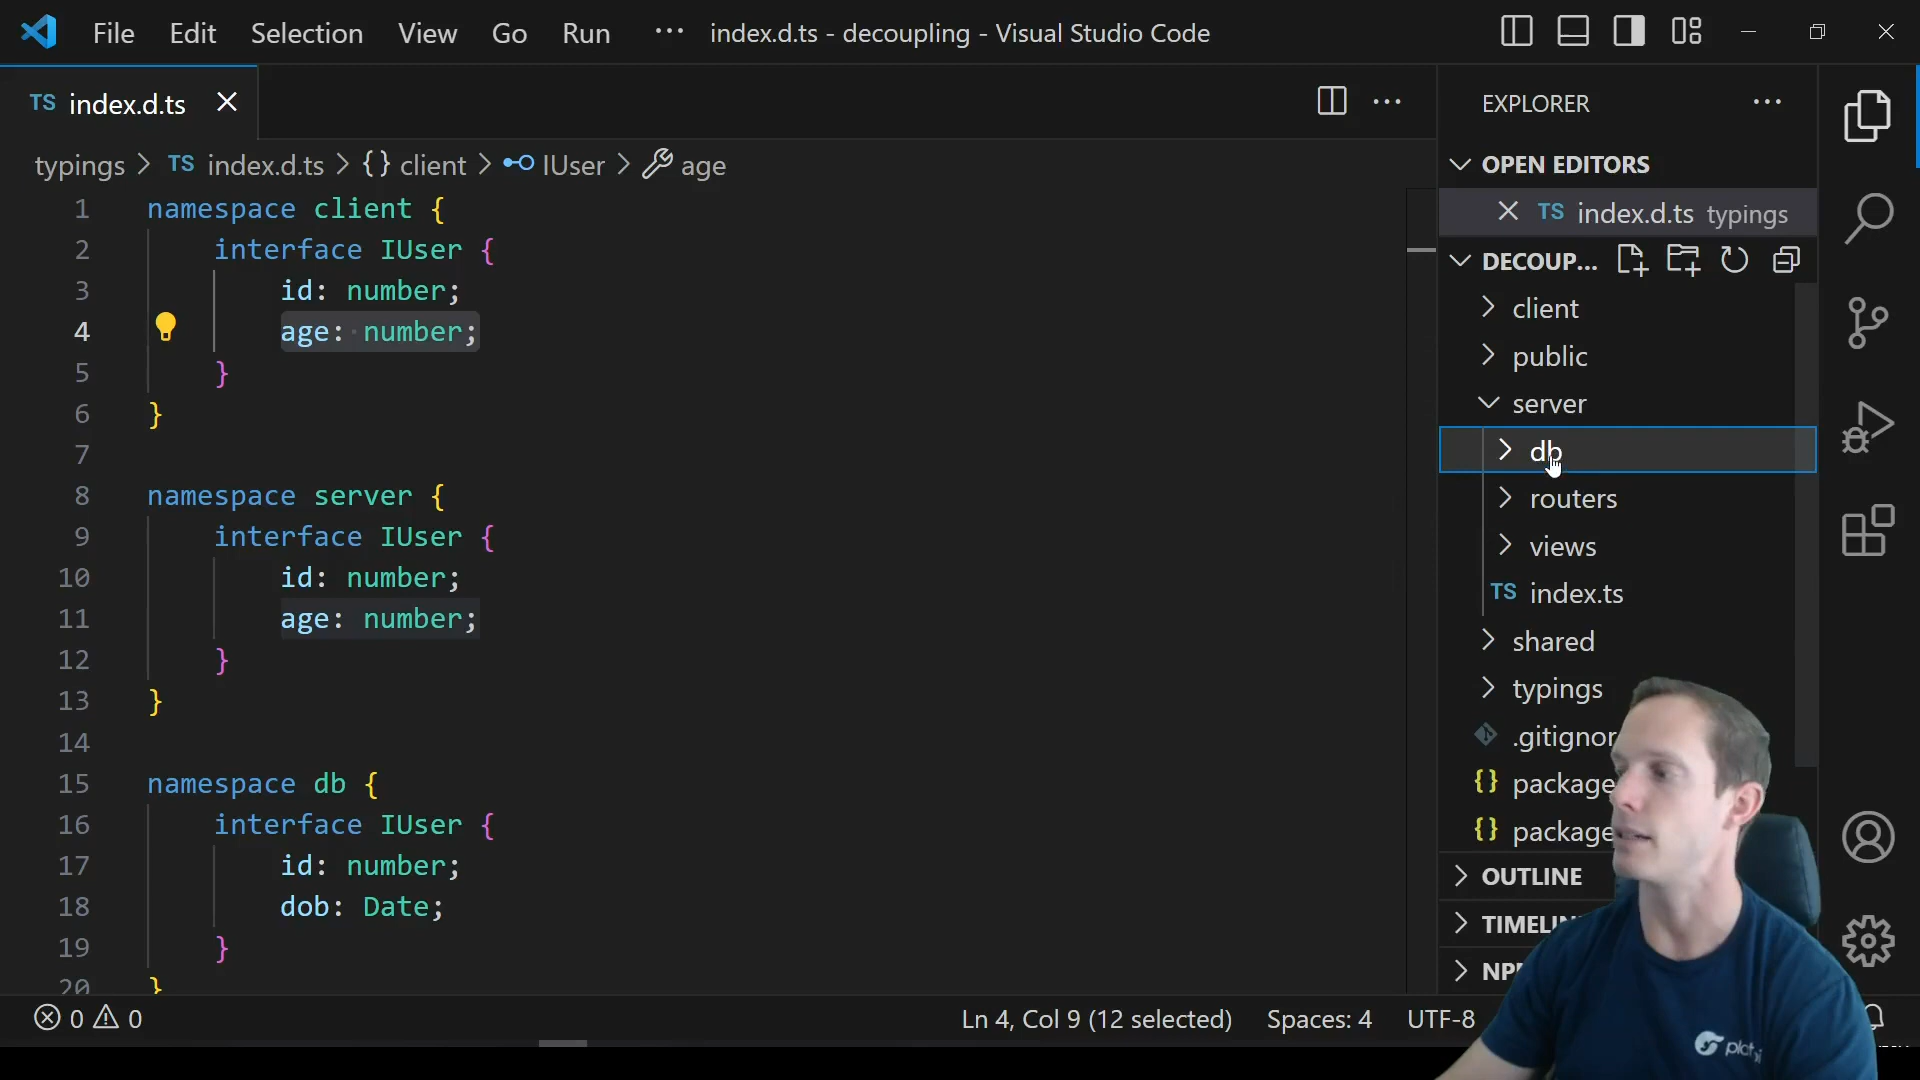 File Edit Selection View Go Run ··· index.d.ts - decoupling - Visual Studio Code
TS index.d.ts
EXPLORER
typings > TS index.d.ts > {} client > IUser > age
OPEN EDITORS
TS index.d.ts typings
DECOUP...
client
public
server
db
routers
views
TS index.ts
shared
typings
.gitignor
{} package
{} package
OUTLINE
TIMELIN
NP
1 namespace client {
2 interface IUser {
3 id: number;
4 age: number;
5 }
6 }
7
8 namespace server {
9 interface IUser {
10 id: number;
11 age: number;
12 }
13 }
14
15 namespace db {
16 interface IUser {
17 id: number;
18 dob: Date;
19 }
20 }
0 0 Ln 4, Col 9 (12 selected) Spaces: 4 UTF-8